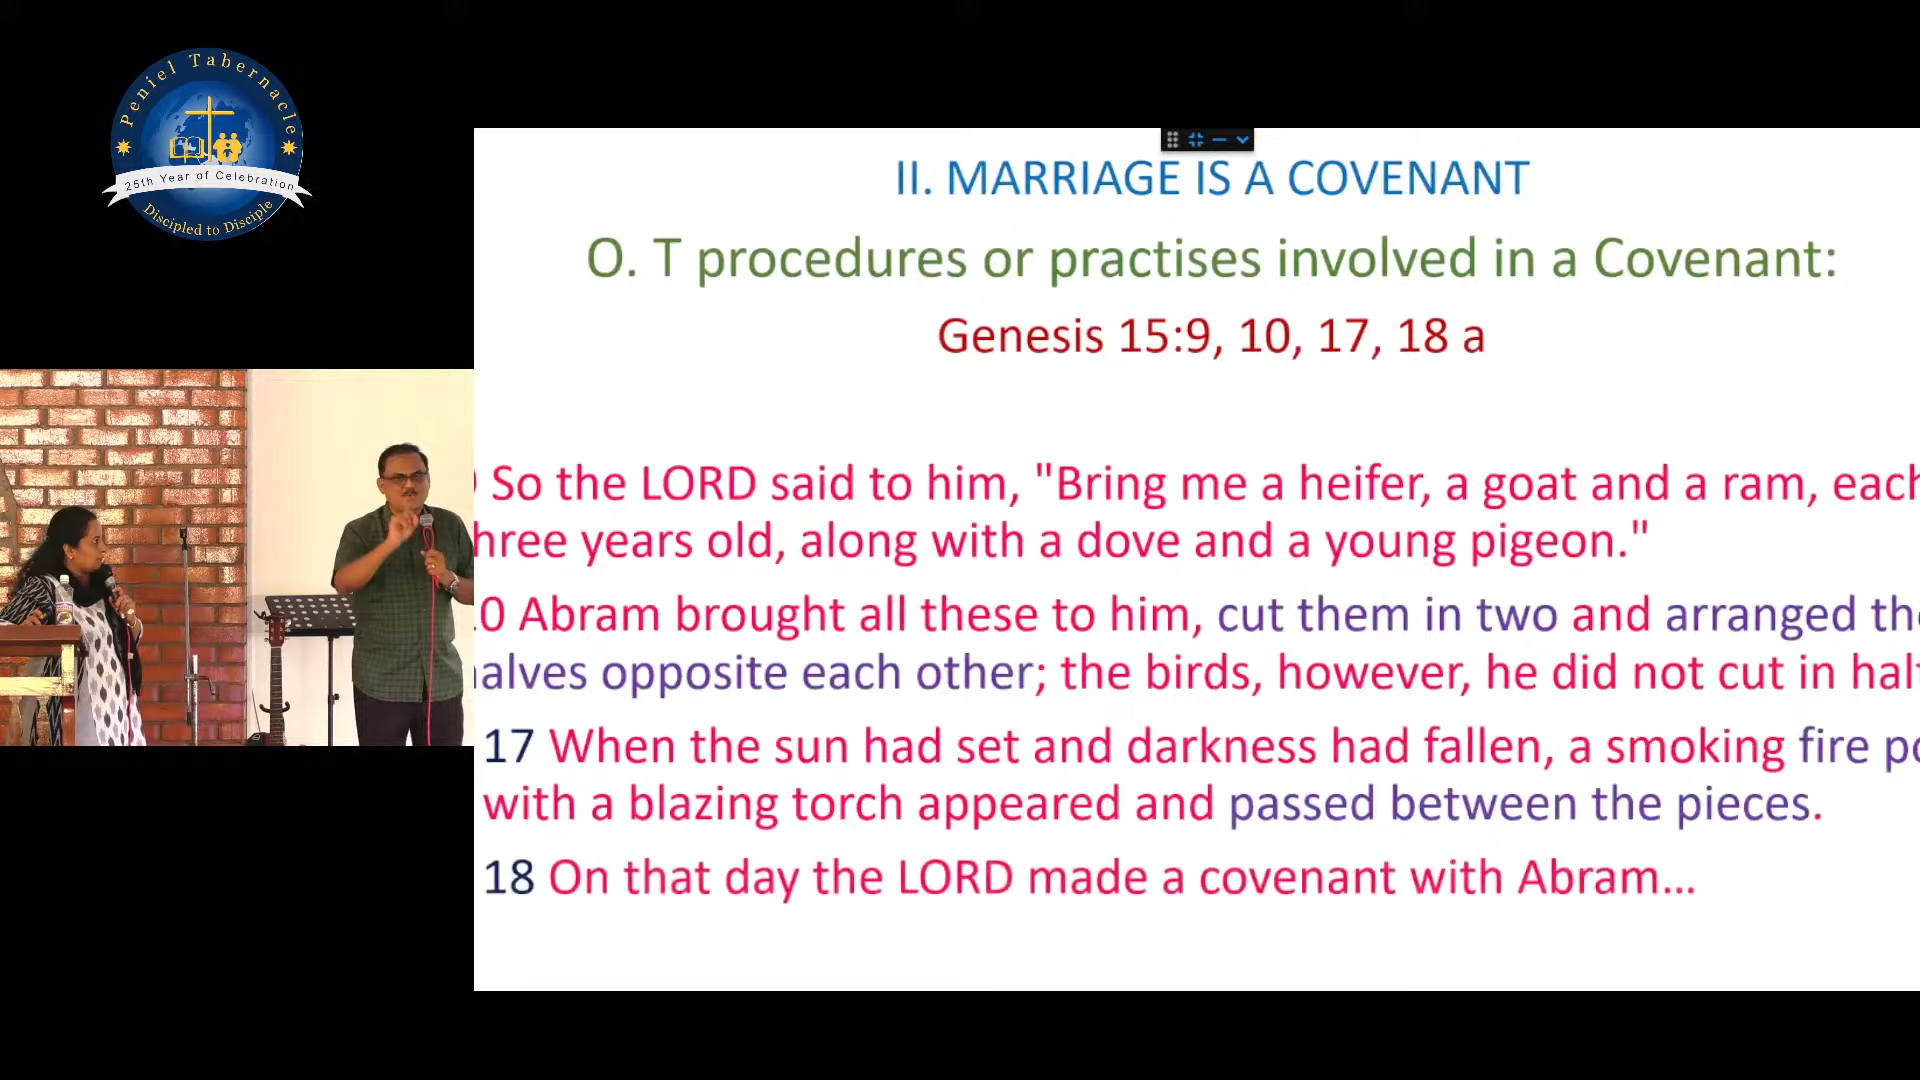 Peniel Tabernacle
25th Year of Celebration
Discipled to Disciple
II. MARRIAGE IS A COVENANT
O. T procedures or practises involved in a Covenant:
Genesis 15:9, 10, 17, 18 a
So the LORD said to him, "Bring me a heifer, a goat and a ram, each
hree years old, along with a dove and a young pigeon."
0 Abram brought all these to him, cut them in two and arranged the
alves opposite each other; the birds, however, he did not cut in half
17 When the sun had set and darkness had fallen, a smoking fire po
with a blazing torch appeared and passed between the pieces.
18 On that day the LORD made a covenant with Abram...